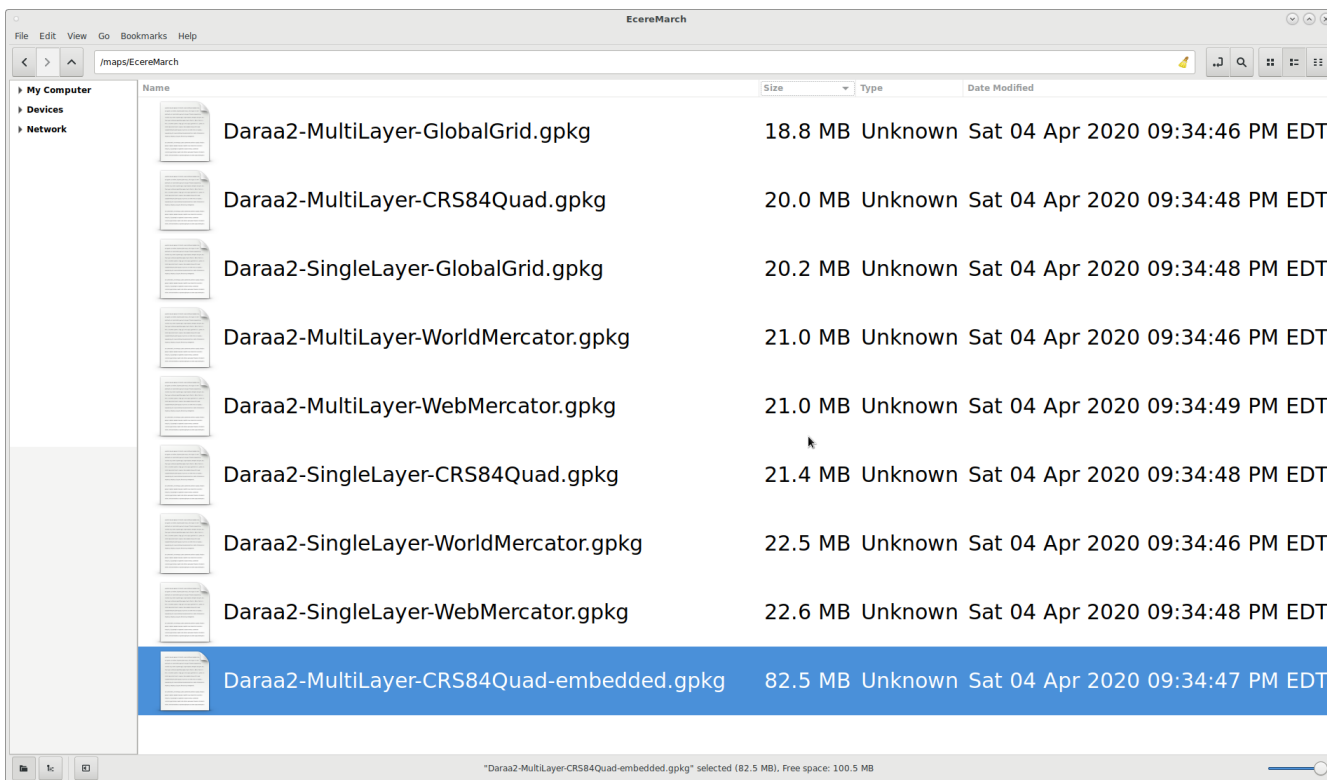 EcereMarch
File Edit View Go Bookmarks Help
/maps/EcereMarch
My Computer
Devices
Network
Name Size Type Date Modified
Daraa2-MultiLayer-GlobalGrid.gpkg 18.8 MB Unknown Sat 04 Apr 2020 09:34:46 PM EDT
Daraa2-MultiLayer-CRS84Quad.gpkg 20.0 MB Unknown Sat 04 Apr 2020 09:34:48 PM EDT
Daraa2-SingleLayer-GlobalGrid.gpkg 20.2 MB Unknown Sat 04 Apr 2020 09:34:48 PM EDT
Daraa2-MultiLayer-WorldMercator.gpkg 21.0 MB Unknown Sat 04 Apr 2020 09:34:46 PM EDT
Daraa2-MultiLayer-WebMercator.gpkg 21.0 MB Unknown Sat 04 Apr 2020 09:34:49 PM EDT
Daraa2-SingleLayer-CRS84Quad.gpkg 21.4 MB Unknown Sat 04 Apr 2020 09:34:48 PM EDT
Daraa2-SingleLayer-WorldMercator.gpkg 22.5 MB Unknown Sat 04 Apr 2020 09:34:46 PM EDT
Daraa2-SingleLayer-WebMercator.gpkg 22.6 MB Unknown Sat 04 Apr 2020 09:34:48 PM EDT
Daraa2-MultiLayer-CRS84Quad-embedded.gpkg 82.5 MB Unknown Sat 04 Apr 2020 09:34:47 PM EDT
"Daraa2-MultiLayer-CRS84Quad-embedded.gpkg" selected (82.5 MB), Free space: 100.5 MB